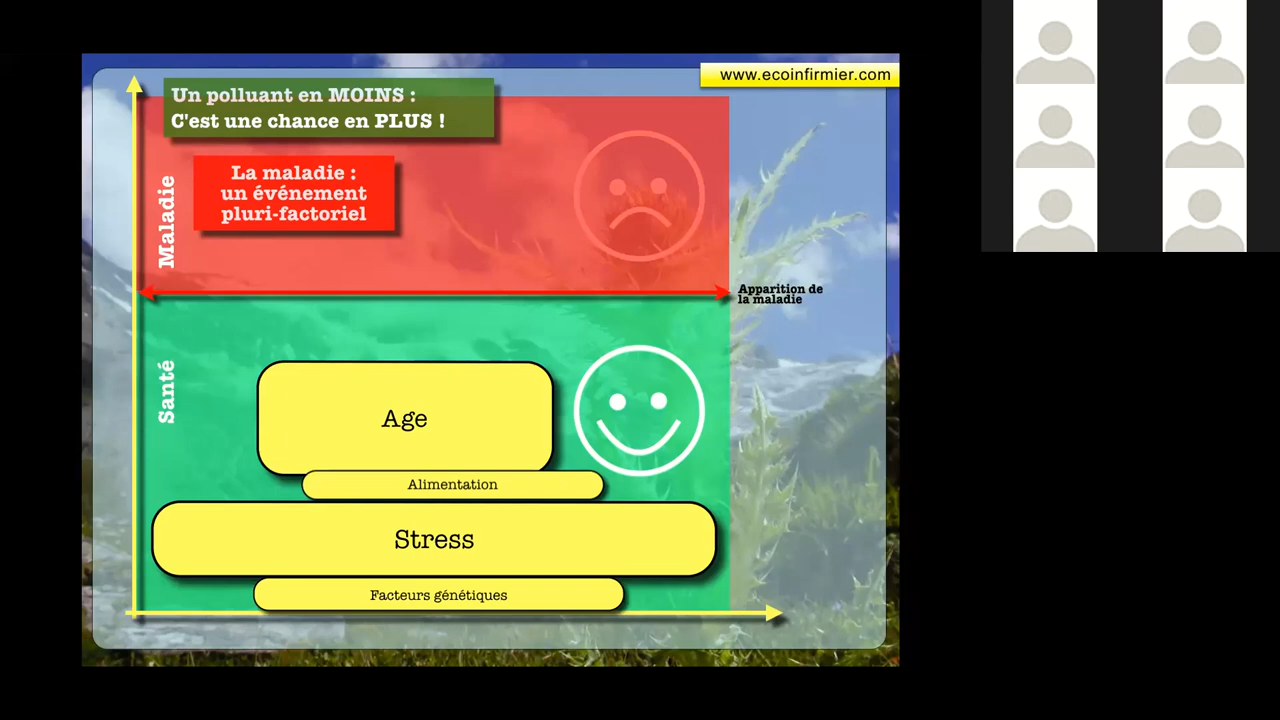 www.ecoinfirmier.com
Un polluant en MOINS :
C'est une chance en PLUS !
La maladie :
un événement
pluri-factoriel
Maladie
Apparition de
la maladie
Santé
Age
Alimentation
Stress
Facteurs génétiques